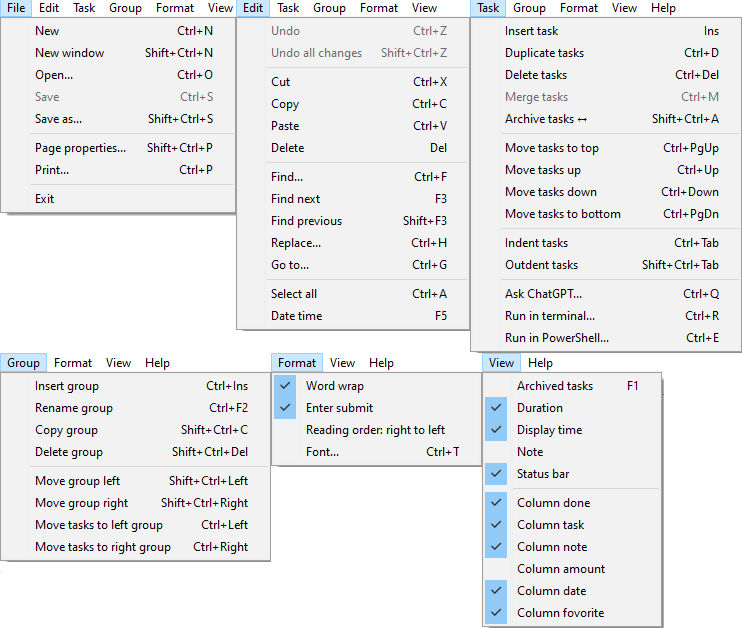 File Edit Task Group Format View
New Ctrl+N
New window Shift+Ctrl+N
Open... Ctrl+O
Save Ctrl+S
Save as... Shift+Ctrl+S
Page properties... Shift+Ctrl+P
Print... Ctrl+P
Exit
Edit Task Group Format View
Undo Ctrl+Z
Undo all changes Shift+Ctrl+Z
Cut Ctrl+X
Copy Ctrl+C
Paste Ctrl+V
Delete Del
Find... Ctrl+F
Find next F3
Find previous Shift+F3
Replace... Ctrl+H
Go to... Ctrl+G
Select all Ctrl+A
Date time F5
Task Group Format View Help
Insert task Ins
Duplicate tasks Ctrl+D
Delete tasks Ctrl+Del
Merge tasks Ctrl+M
Archive tasks ↔ Shift+Ctrl+A
Move tasks to top Ctrl+PgUp
Move tasks up Ctrl+Up
Move tasks down Ctrl+Down
Move tasks to bottom Ctrl+PgDn
Indent tasks Ctrl+Tab
Outdent tasks Shift+Ctrl+Tab
Ask ChatGPT... Ctrl+Q
Run in terminal... Ctrl+R
Run in PowerShell... Ctrl+E
Group Format View Help
Insert group Ctrl+Ins
Rename group Ctrl+F2
Copy group Shift+Ctrl+C
Delete group Shift+Ctrl+Del
Move group left Shift+Ctrl+Left
Move group right Shift+Ctrl+Right
Move tasks to left group Ctrl+Left
Move tasks to right group Ctrl+Right
Format View Help
Word wrap
Enter submit
Reading order: right to left
Font... Ctrl+T
View Help
Archived tasks F1
Duration
Display time
Note
Status bar
Column done
Column task
Column note
Column amount
Column date
Column fovorite